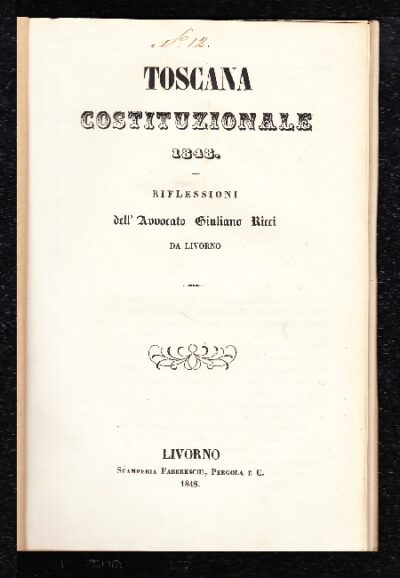 N.º 12.
TOSCANA
COSTITUZIONALE
1848.
RIFLESSIONI
dell' Avvocato Giuliano Ricci
DA LIVORNO
LIVORNO
STAMPERIA FABBRESCHI, PERGOLA E C.
1848.